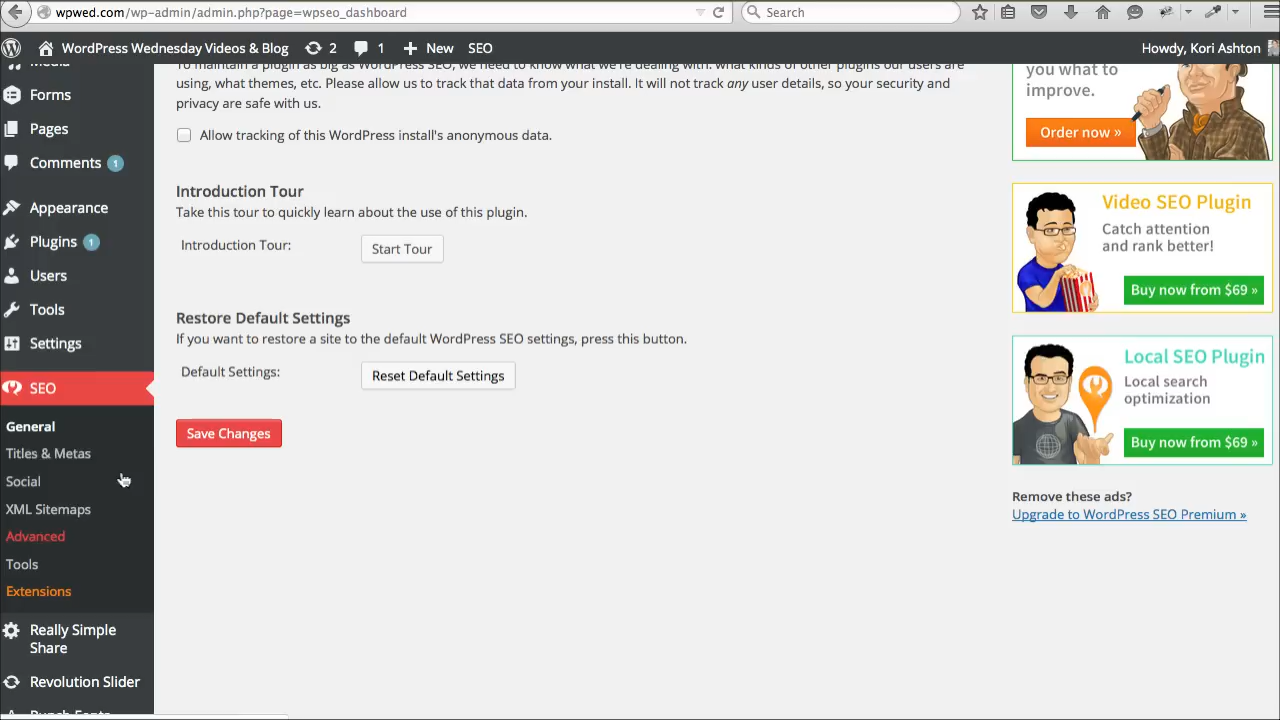 wpwed.com/wp-admin/admin.php?page=wpseo_dashboard
Search
WordPress Wednesday Videos & Blog
2
1
New
SEO
Howdy, Kori Ashton
Media
Forms
Pages
Comments 1
Appearance
Plugins 1
Users
Tools
Settings
SEO
General
Titles & Metas
Social
XML Sitemaps
Advanced
Tools
Extensions
Really Simple
Share
Revolution Slider
Punch Fonts
To maintain a plugin as big as WordPress SEO, we need to know what we're dealing with: what kinds of other plugins our users are
using, what themes, etc. Please allow us to track that data from your install. It will not track any user details, so your security and
privacy are safe with us.
Allow tracking of this WordPress install's anonymous data.
Introduction Tour
Take this tour to quickly learn about the use of this plugin.
Introduction Tour:
Start Tour
Restore Default Settings
If you want to restore a site to the default WordPress SEO settings, press this button.
Default Settings:
Reset Default Settings
Save Changes
you what to
improve.
Order now »
Video SEO Plugin
Catch attention
and rank better!
Buy now from $69 »
Local SEO Plugin
Local search
optimization
Buy now from $69 »
Remove these ads?
Upgrade to WordPress SEO Premium »